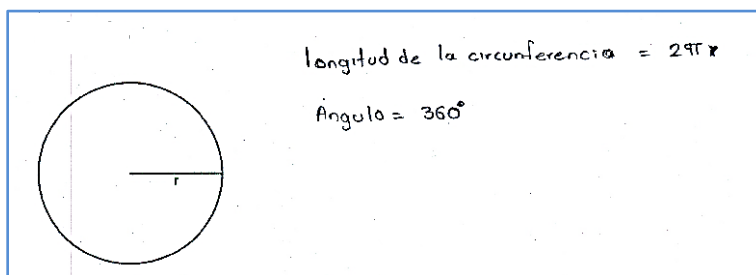 longitud de la circunferencia = 2πr
Angulo = 360°
r